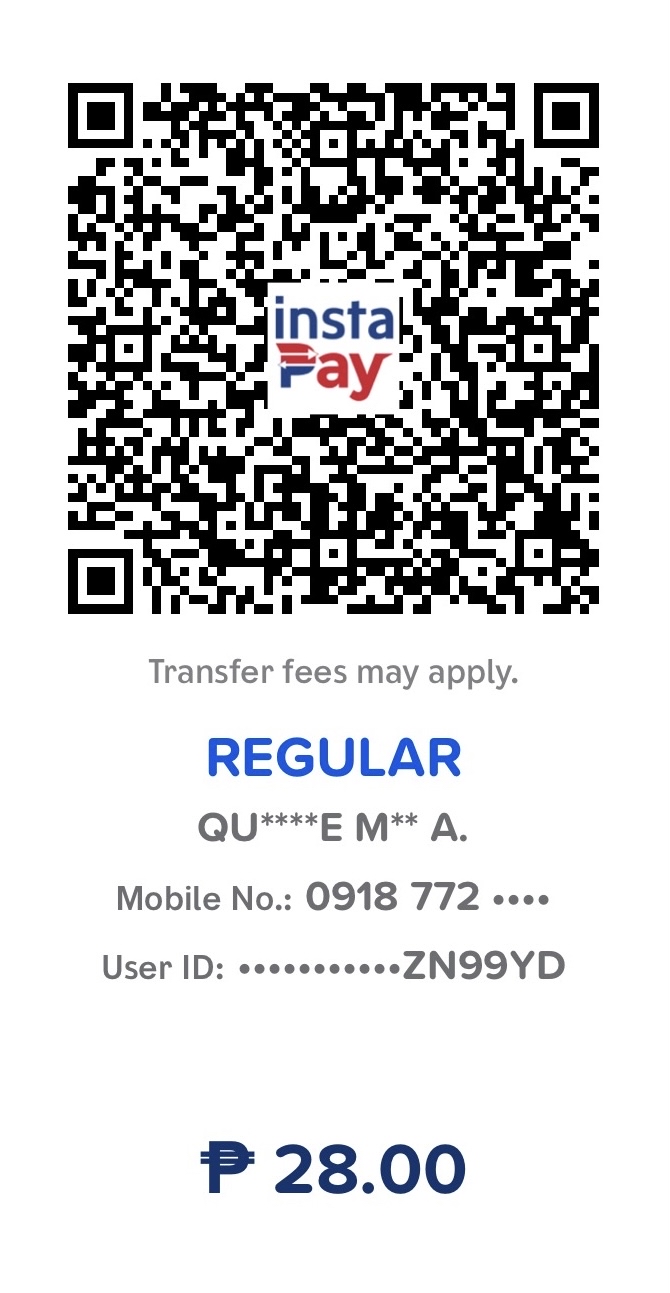 insta
Pay
Transfer fees may apply.
REGULAR
QU****E M** A.
Mobile No.: 0918 772 ••••
User ID: •••••••••••ZN99YD
₱ 28.00